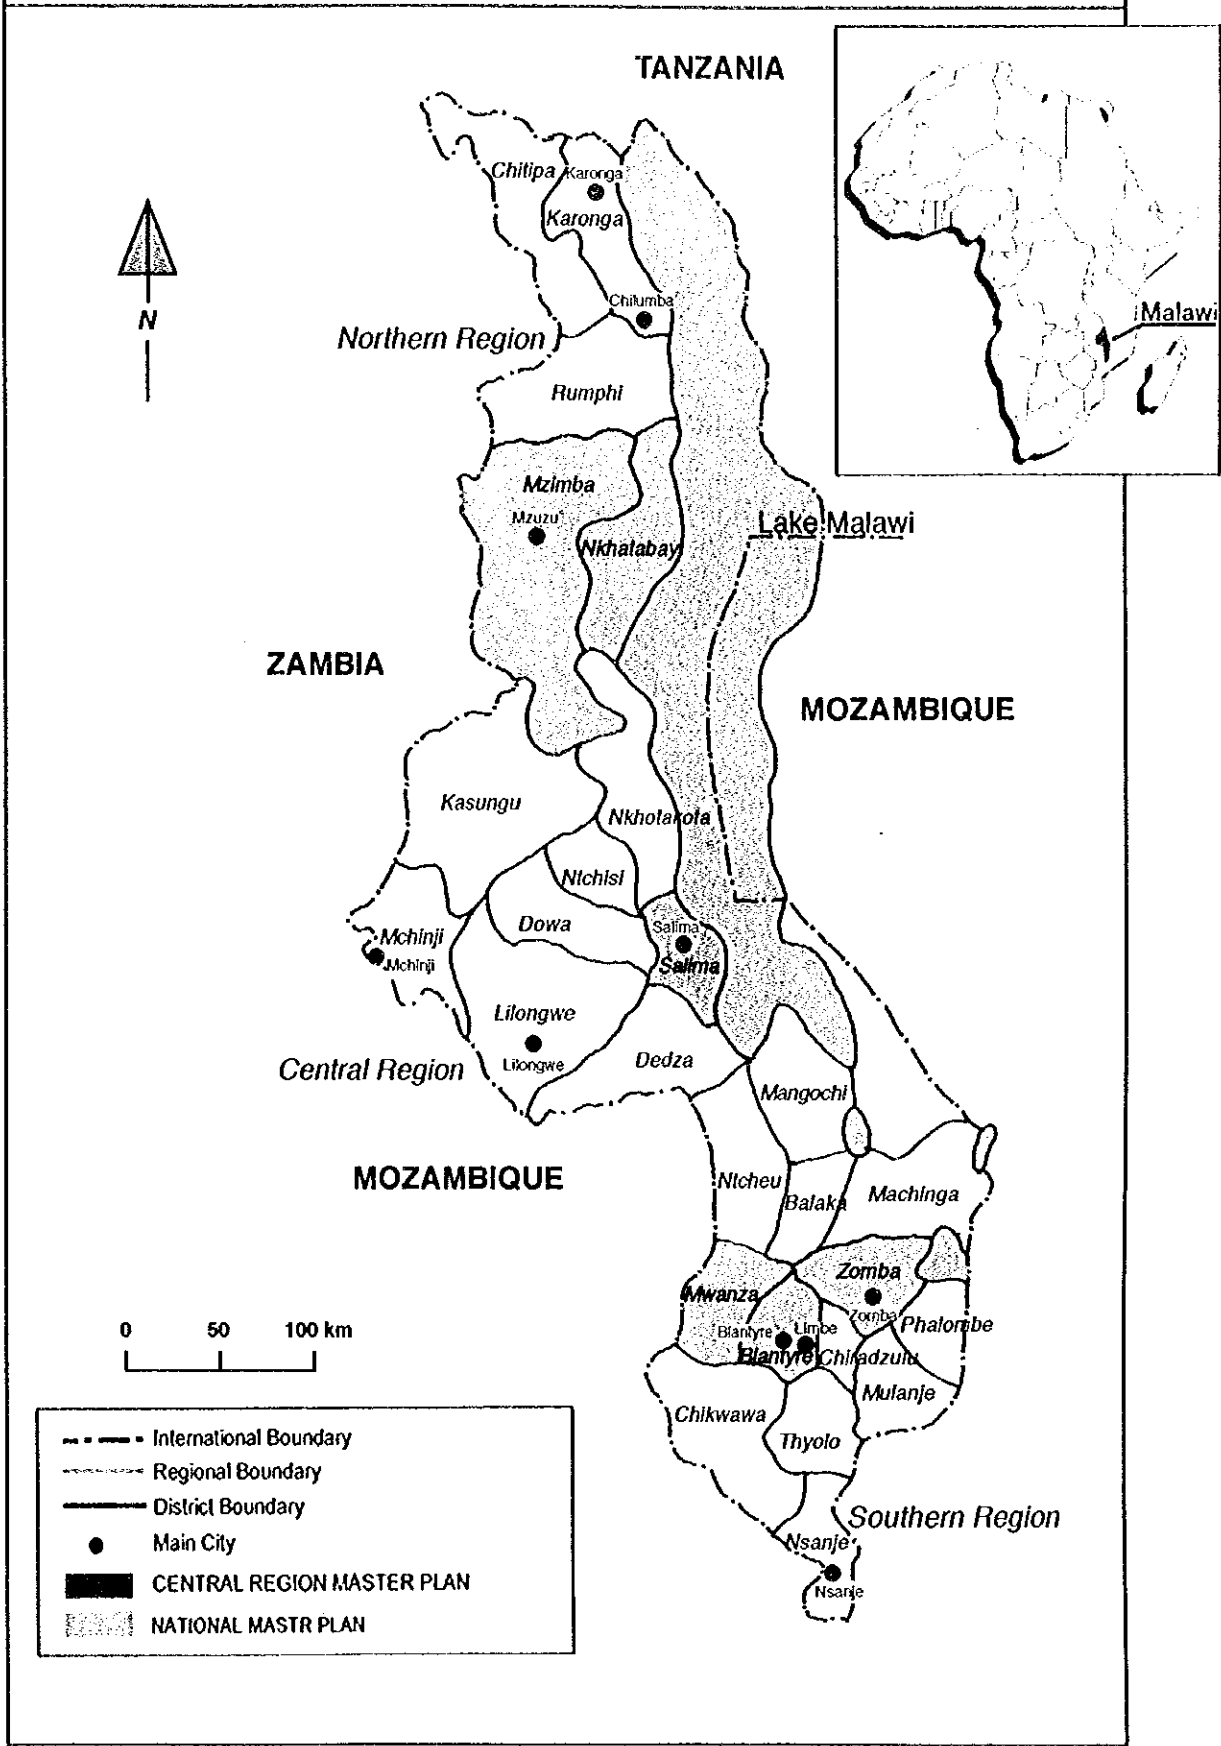 TANZANIA
Chitipa
Karonga
Karonga
Chilumba
Malawi
N
Northern Region
Rumphi
Mzimba
Mzuzu
Nkhatabay
Lake Malawi
ZAMBIA
MOZAMBIQUE
Kasungu
Nkhotakota
Ntchisi
Dowa
Salima
Salima
Mchinji
Mchinji
Lilongwe
Lilongwe
Central Region
Dedza
Mangochi
MOZAMBIQUE
Ntcheu
Balaka
Machinga
Zomba
Mwanza
Zomba
Phalombe
Blantyre
Limbe
Blantyre
Chiradzulu
Mulanje
0 50 100 km
Chikwawa
Thyolo
Southern Region
Nsanje
Nsanje
International Boundary
Regional Boundary
District Boundary
Main City
CENTRAL REGION MASTER PLAN
NATIONAL MASTR PLAN